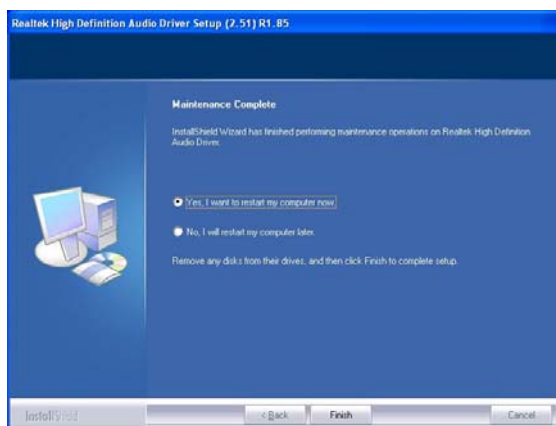 Realtek High Definition Audio Driver Setup (2.51) R1.85
Maintenance Complete
InstallShield Wizard has finished performing maintenance operations on Realtek High Definition
Audio Driver.
Yes, I want to restart my computer now.
No, I will restart my computer later.
Remove any disks from their drives, and then click Finish to complete setup.
InstallShield
< Back
Finish
Cancel